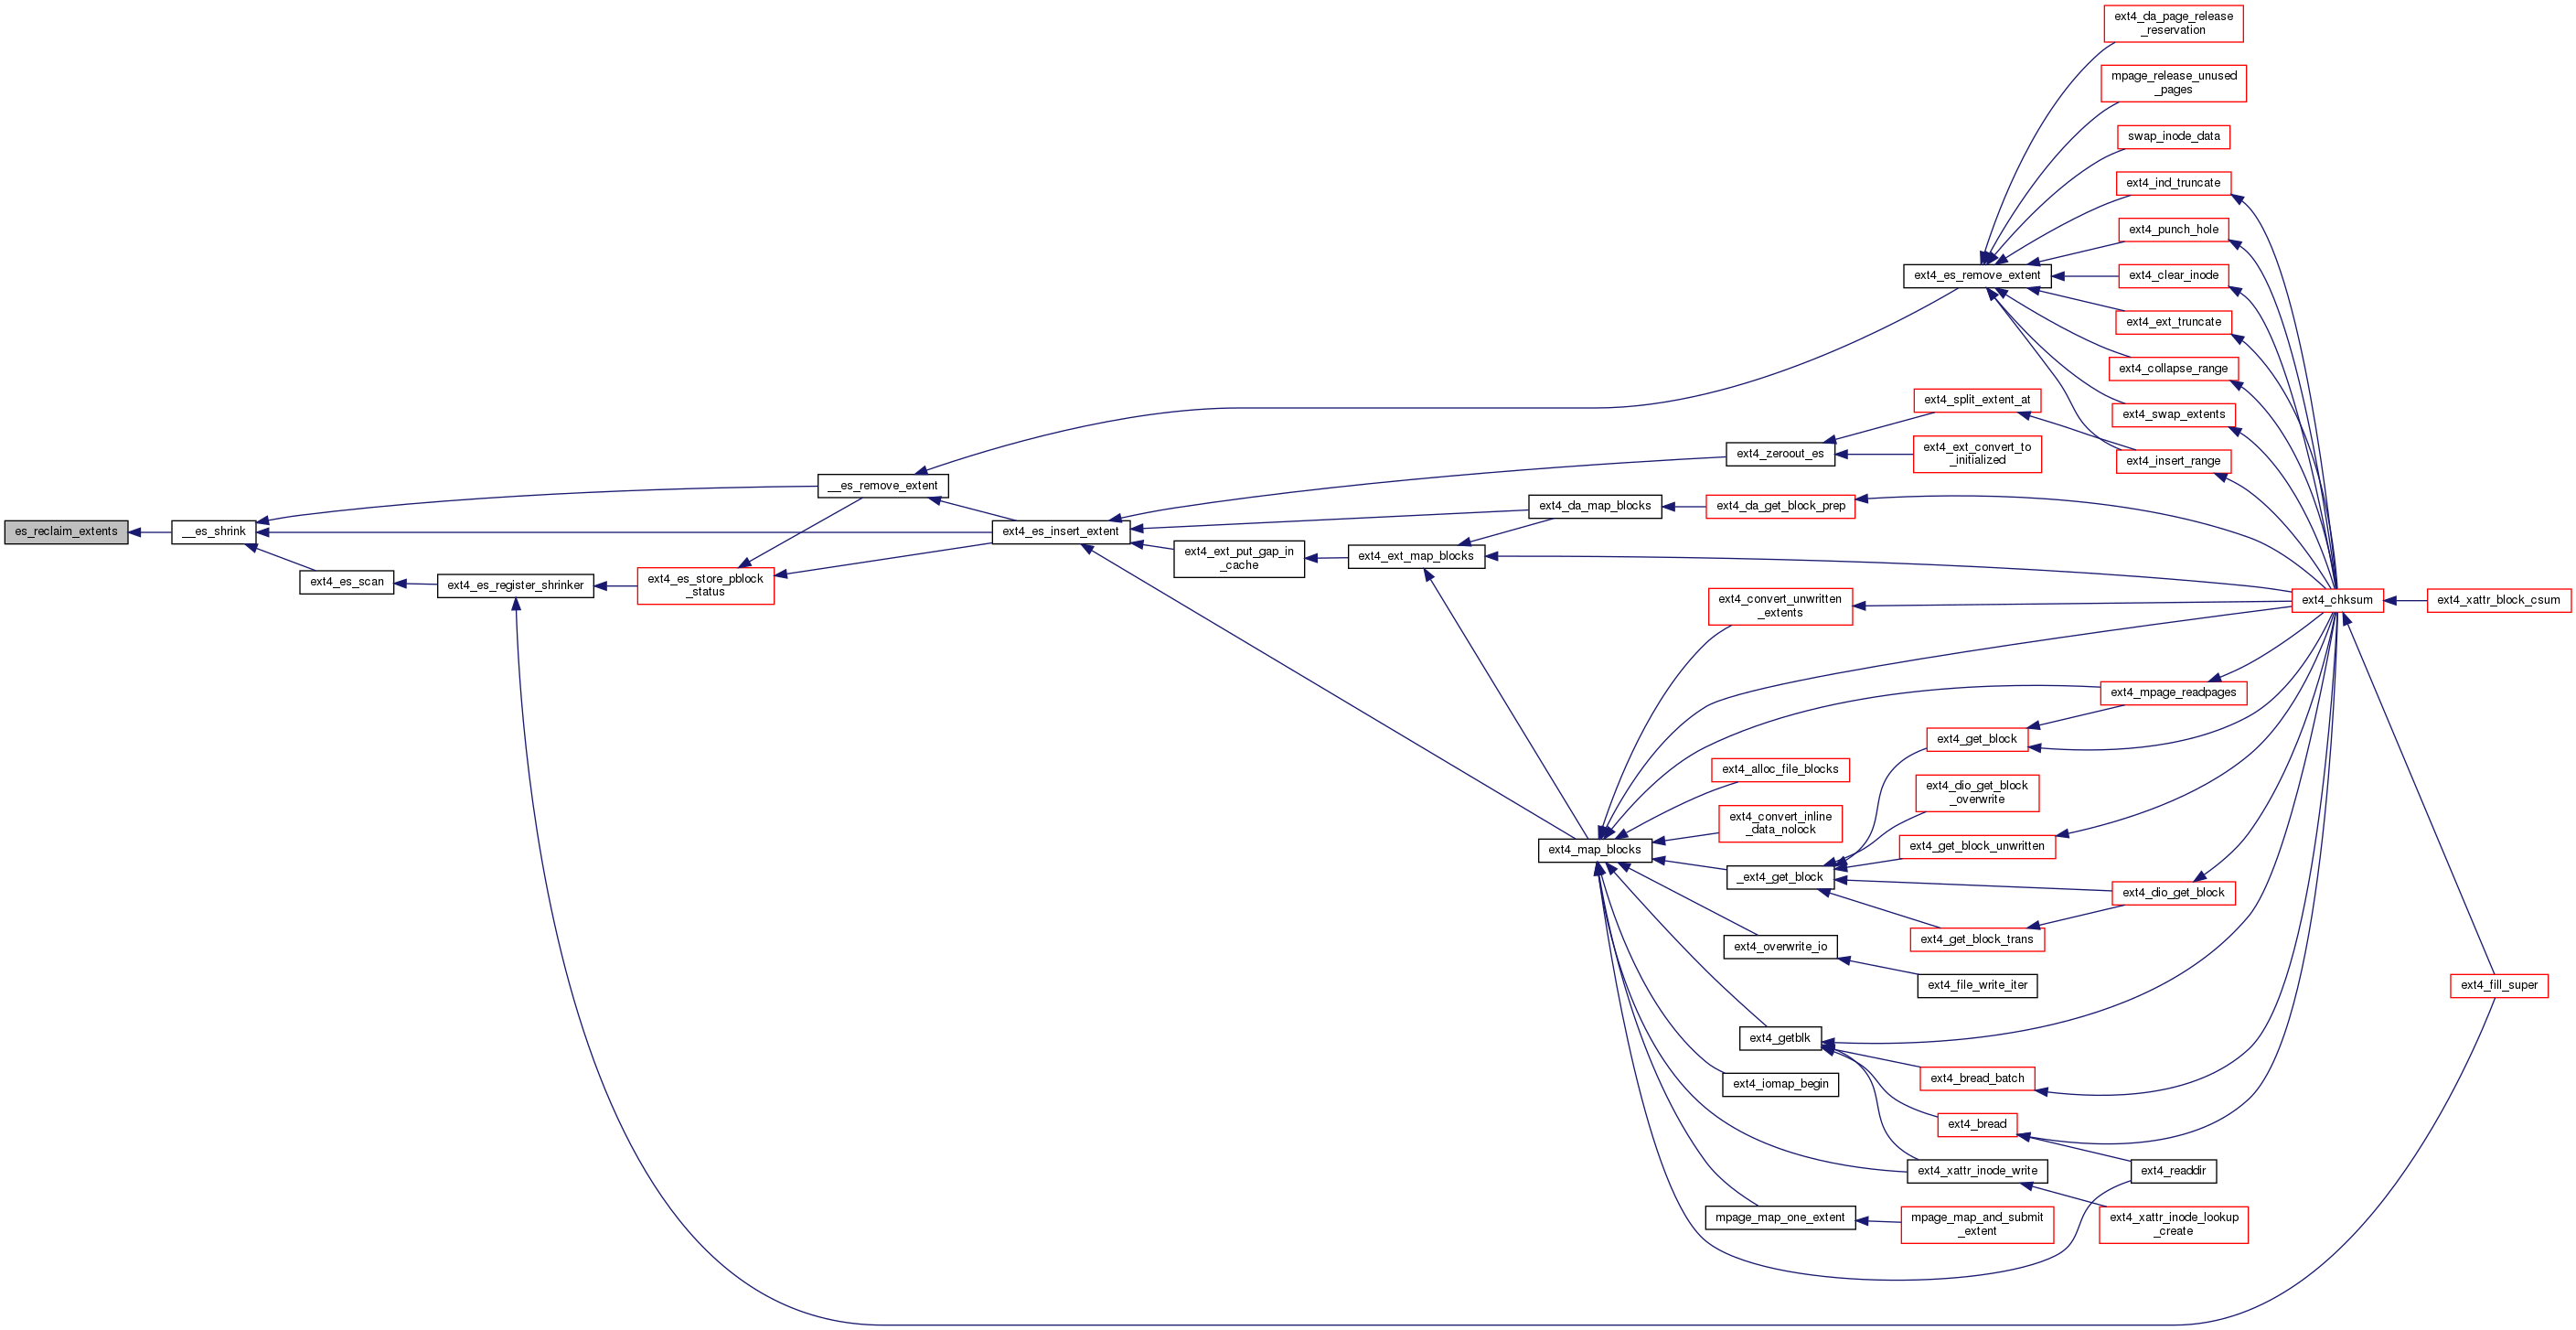 es_reclaim_extents
__es_shrink
__es_remove_extent
ext4_es_scan
ext4_es_register_shrinker
ext4_es_store_pblock
_status
ext4_es_insert_extent
ext4_ext_put_gap_in
_cache
ext4_ext_map_blocks
ext4_zeroout_es
ext4_da_map_blocks
ext4_da_get_block_prep
ext4_convert_unwritten
_extents
ext4_alloc_file_blocks
ext4_convert_inline
_data_nolock
ext4_map_blocks
_ext4_get_block
ext4_overwrite_io
ext4_getblk
ext4_iomap_begin
mpage_map_one_extent
ext4_es_remove_extent
ext4_split_extent_at
ext4_ext_convert_to
_initialized
ext4_get_block
ext4_dio_get_block
_overwrite
ext4_get_block_unwritten
ext4_get_block_trans
ext4_file_write_iter
ext4_bread_batch
ext4_bread
ext4_xattr_inode_write
mpage_map_and_submit
_extent
ext4_da_page_release
_reservation
mpage_release_unused
_pages
swap_inode_data
ext4_ind_truncate
ext4_punch_hole
ext4_clear_inode
ext4_ext_truncate
ext4_collapse_range
ext4_swap_extents
ext4_insert_range
ext4_mpage_readpages
ext4_dio_get_block
ext4_readdir
ext4_xattr_inode_lookup
_create
ext4_chksum
ext4_xattr_block_csum
ext4_fill_super